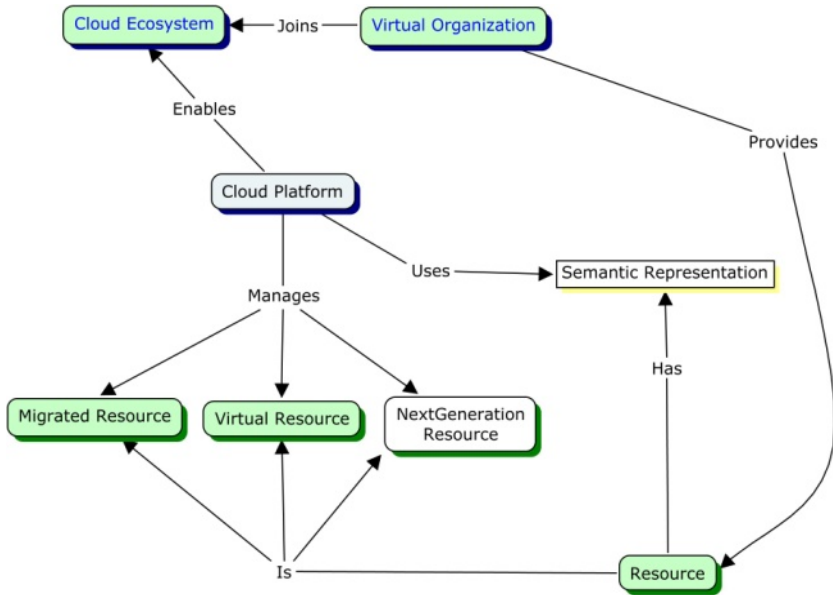 Cloud Ecosystem
Joins
Virtual Organization
Enables
Provides
Cloud Platform
Uses
Semantic Representation
Manages
Has
Migrated Resource
Virtual Resource
NextGeneration
Resource
Is
Resource